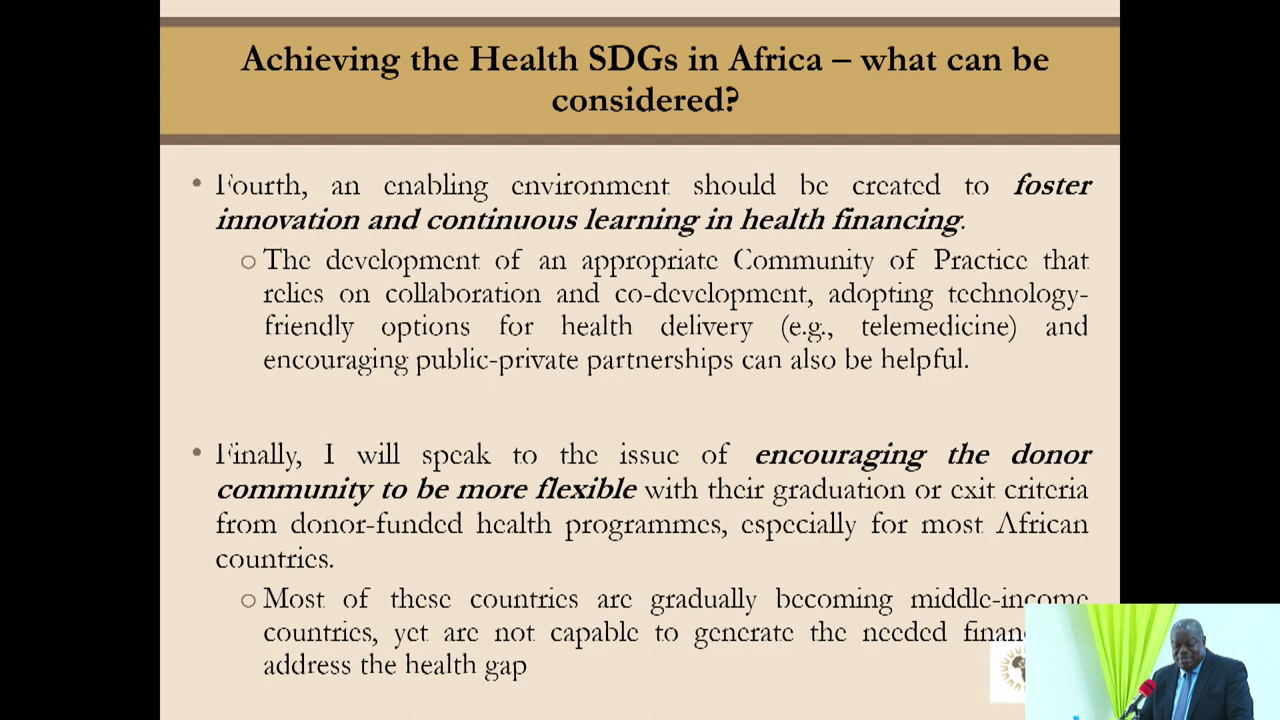 Achieving the Health SDGs in Africa – what can be
considered?
• Fourth, an enabling environment should be created to foster
innovation and continuous learning in health financing.
o The development of an appropriate Community of Practice that
relies on collaboration and co-development, adopting technology-
friendly options for health delivery (e.g., telemedicine) and
encouraging public-private partnerships can also be helpful.
• Finally, I will speak to the issue of encouraging the donor
community to be more flexible with their graduation or exit criteria
from donor-funded health programmes, especially for most African
countries.
o Most of these countries are gradually becoming middle-income
countries, yet are not capable to generate the needed
address the health gap